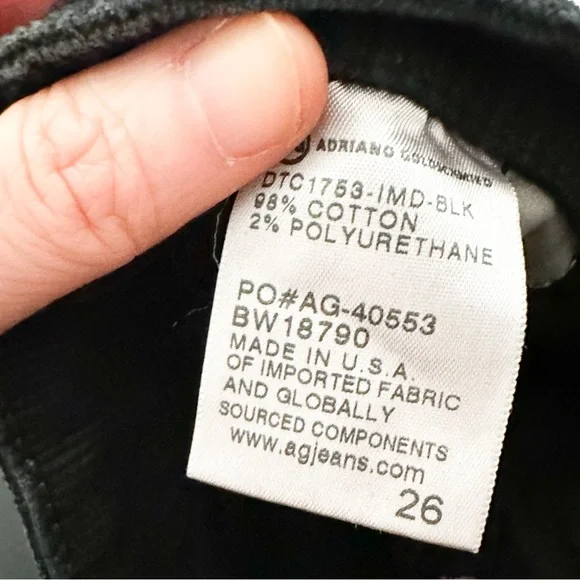 ADRIANO GOLDSCHMIED
DTC1753-IMD-BLK
98% COTTON
2% POLYURETHANE
PO#AG-40553
BW18790
MADE IN U.S.A.
OF IMPORTED FABRIC
AND GLOBALLY
SOURCED COMPONENTS
www.agjeans.com
26